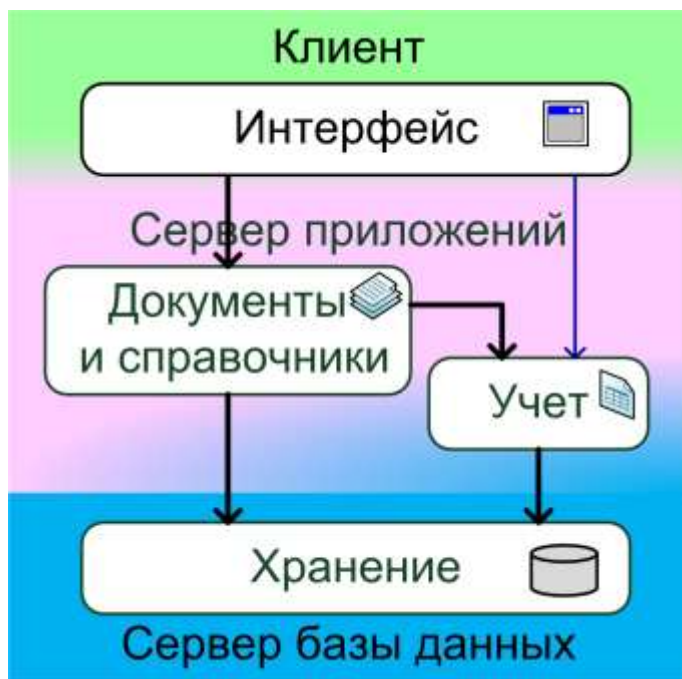 Клиент
Интерфейс
Сервер приложений
Документы
и справочники
Учет
Хранение
Сервер базы данных